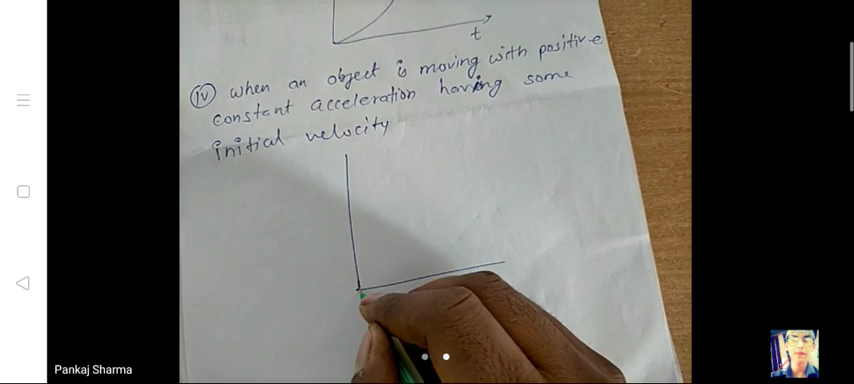 t
(iv) when an object is moving with positive
constant acceleration having some
initial velocity
Pankaj Sharma